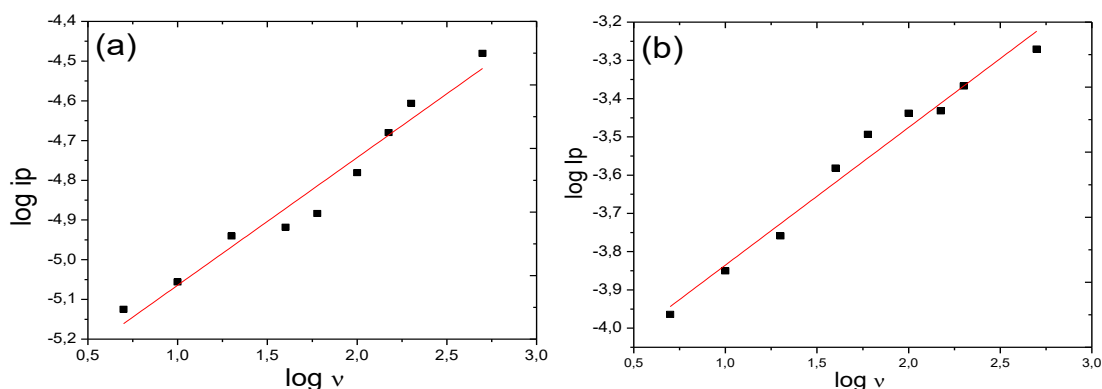 (a)
log ip
-4,4
-4,5
-4,6
-4,7
-4,8
-4,9
-5,0
-5,1
-5,2
0,5 1,0 1,5 2,0 2,5 3,0
log ν
(b)
log Ip
-3,2
-3,3
-3,4
-3,5
-3,6
-3,7
-3,8
-3,9
-4,0
0,5 1,0 1,5 2,0 2,5 3,0
log ν